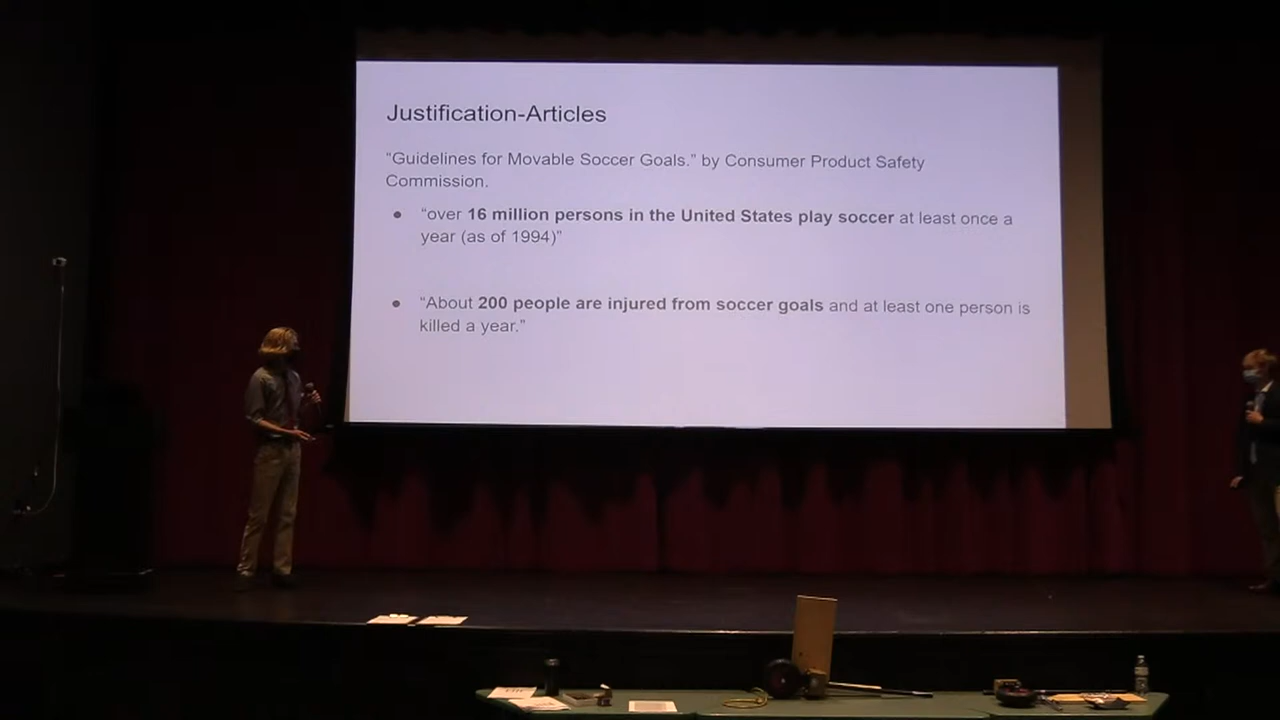 Justification-Articles
“Guidelines for Movable Soccer Goals.” by Consumer Product Safety
Commission.
● “over 16 million persons in the United States play soccer at least once a
year (as of 1994)”
● “About 200 people are injured from soccer goals and at least one person is
killed a year.”